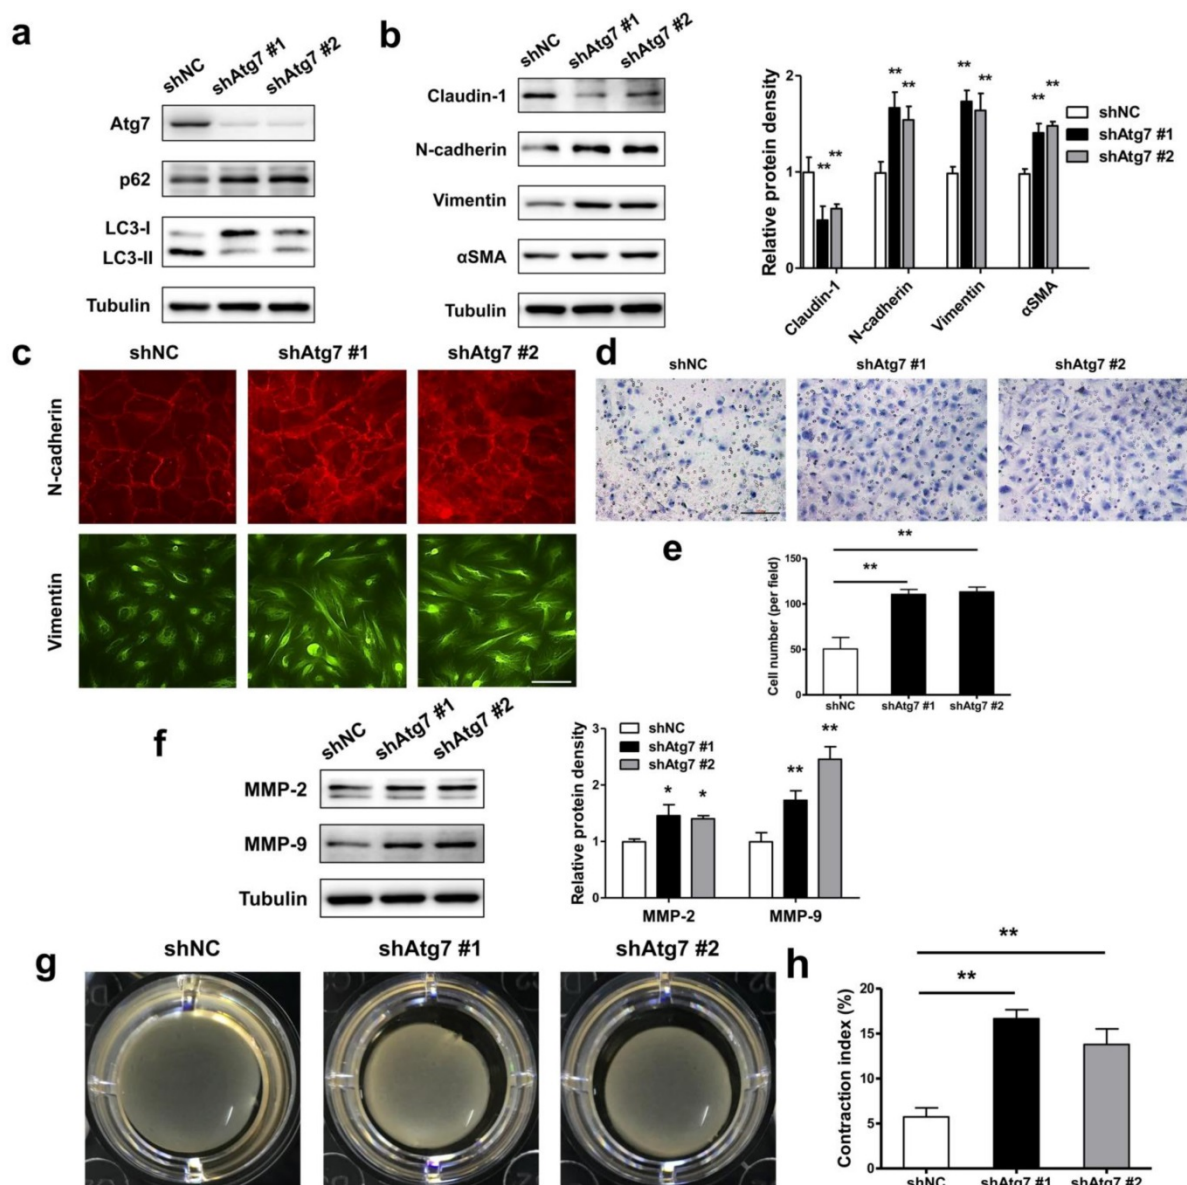 a
shNC
shAtg7 #1
shAtg7 #2
Atg7
p62
LC3-I
LC3-II
Tubulin
b
shNC
shAtg7 #1
shAtg7 #2
Claudin-1
N-cadherin
Vimentin
αSMA
Tubulin
Relative protein density
2
1
0
** ** ** ** ** ** ** **
Claudin-1
N-cadherin
Vimentin
αSMA
shNC
shAtg7 #1
shAtg7 #2
c
shNC shAtg7 #1 shAtg7 #2
N-cadherin
Vimentin
d
shNC shAtg7 #1 shAtg7 #2
e
Cell number (per field)
150
100
50
0
**
**
shNC shAtg7 #1 shAtg7 #2
f
shNC
shAtg7 #1
shAtg7 #2
MMP-2
MMP-9
Tubulin
Relative protein density
3
2
1
0
shNC
shAtg7 #1
shAtg7 #2
* * ** **
MMP-2 MMP-9
g
shNC shAtg7 #1 shAtg7 #2
h
Contraction index (%)
20
15
10
5
0
**
**
shNC shAtg7 #1 shAtg7 #2